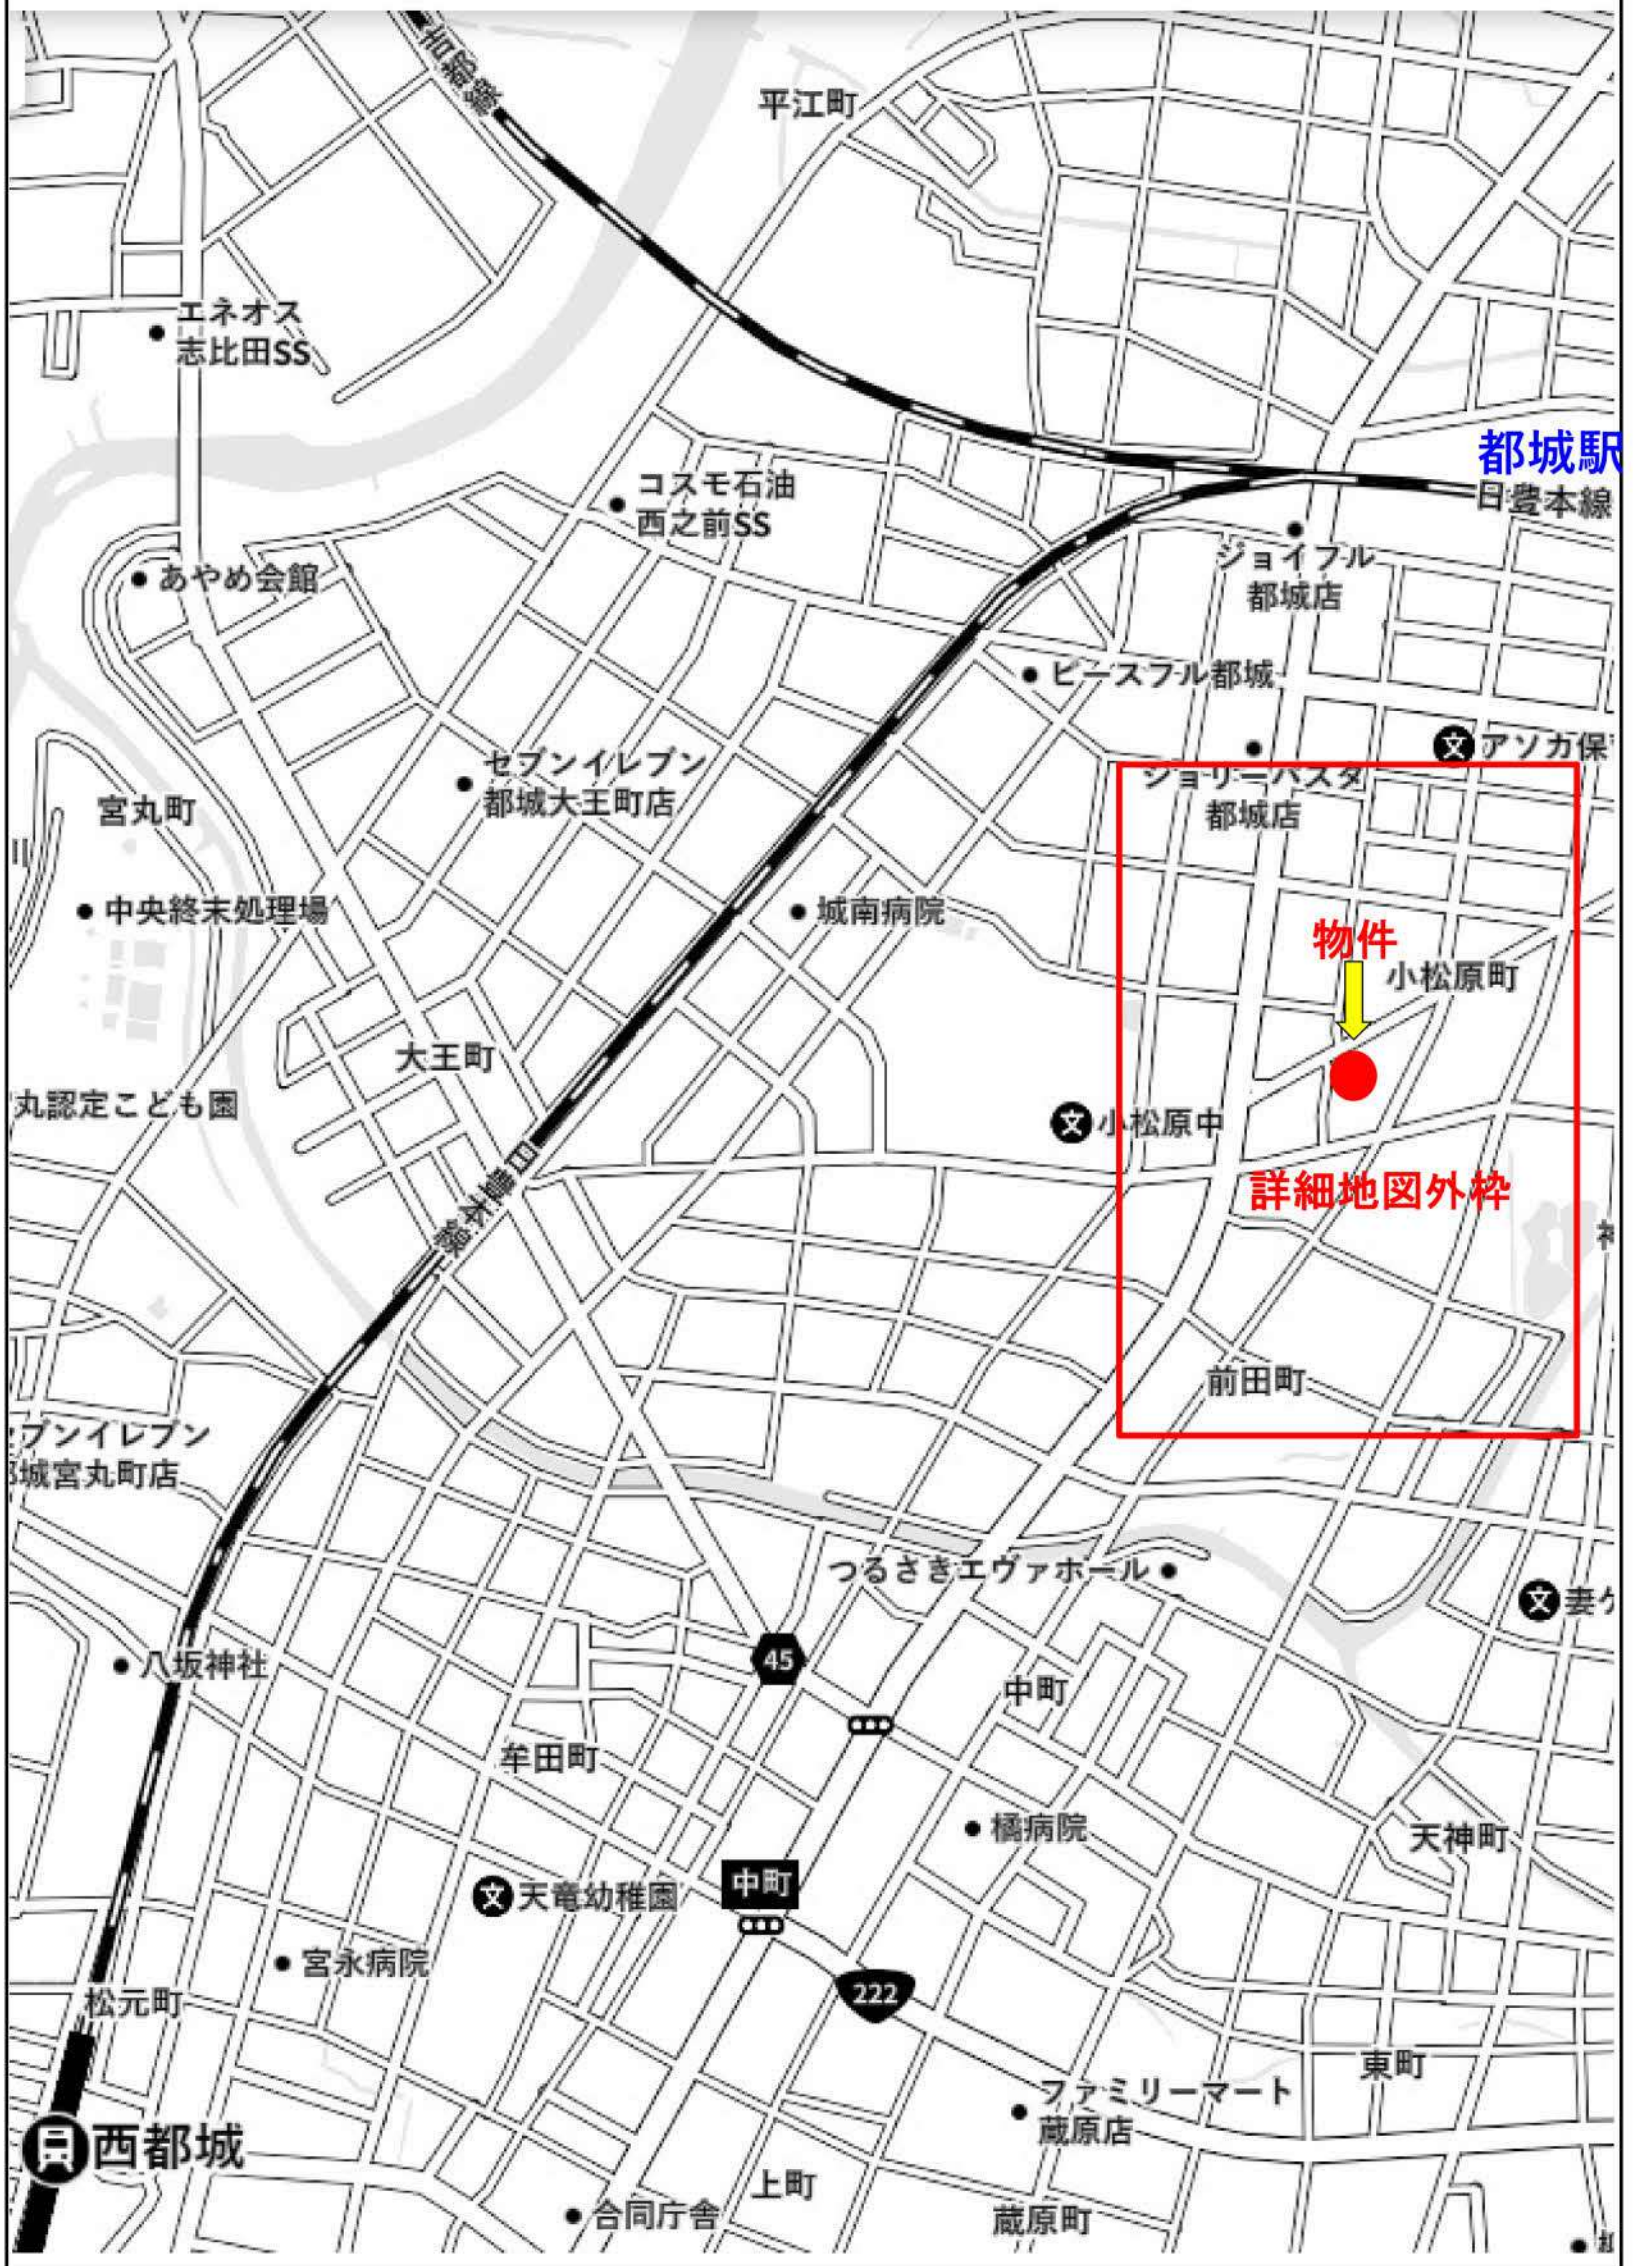 吉都線
平江町
エネオス
志比田SS
都城駅
日豊本線
コスモ石油
西之前SS
ジョイフル
都城店
あやめ会館
ピースフル都城
文
アソカ保
ジョリーパスタ
都城店
セブンイレブン
都城大王町店
宮丸町
川
中央終末処理場
城南病院
物件
小松原町
大王町
丸認定こども園
文
小松原中
日豊本線
詳細地図外枠
前田町
ブンイレブン
城宮丸町店
つるさきエヴァホール
文
妻ケ
八坂神社
45
中町
牟田町
橘病院
天神町
中町
文
天竜幼稚園
宮永病院
222
松元町
東町
ファミリーマート
蔵原店
西都城
上町
合同庁舎
蔵原町